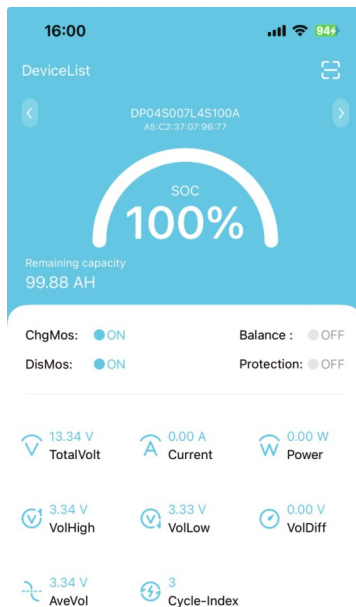 16:00
94
DeviceList
DP04S007L4S100A
A5:C2:37:07:96:77
SOC
100%
Remaining capacity
99.88 AH
ChgMos: ON
Balance : OFF
DisMos: ON
Protection: OFF
13.34 V
TotalVolt
0.00 A
Current
0.00 W
Power
3.34 V
VolHigh
3.33 V
VolLow
0.00 V
VolDiff
3.34 V
AveVol
3
Cycle-Index